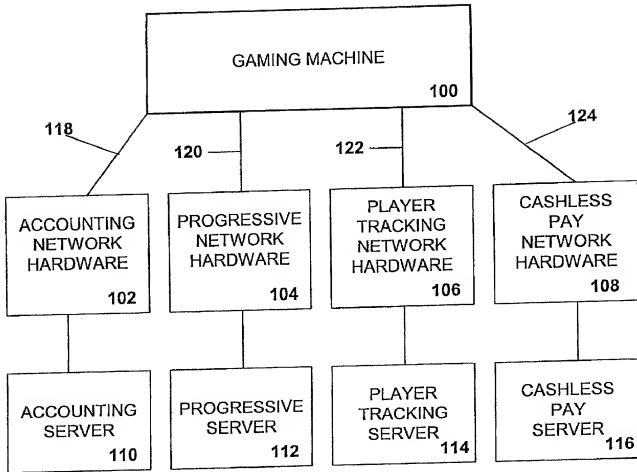 GAMING MACHINE
100
118
120
122
124
ACCOUNTING
NETWORK
HARDWARE
102
PROGRESSIVE
NETWORK
HARDWARE
104
PLAYER
TRACKING
NETWORK
HARDWARE
106
CASHLESS
PAY
NETWORK
HARDWARE
108
ACCOUNTING
SERVER
110
PROGRESSIVE
SERVER
112
PLAYER
TRACKING
SERVER
114
CASHLESS
PAY
SERVER
116